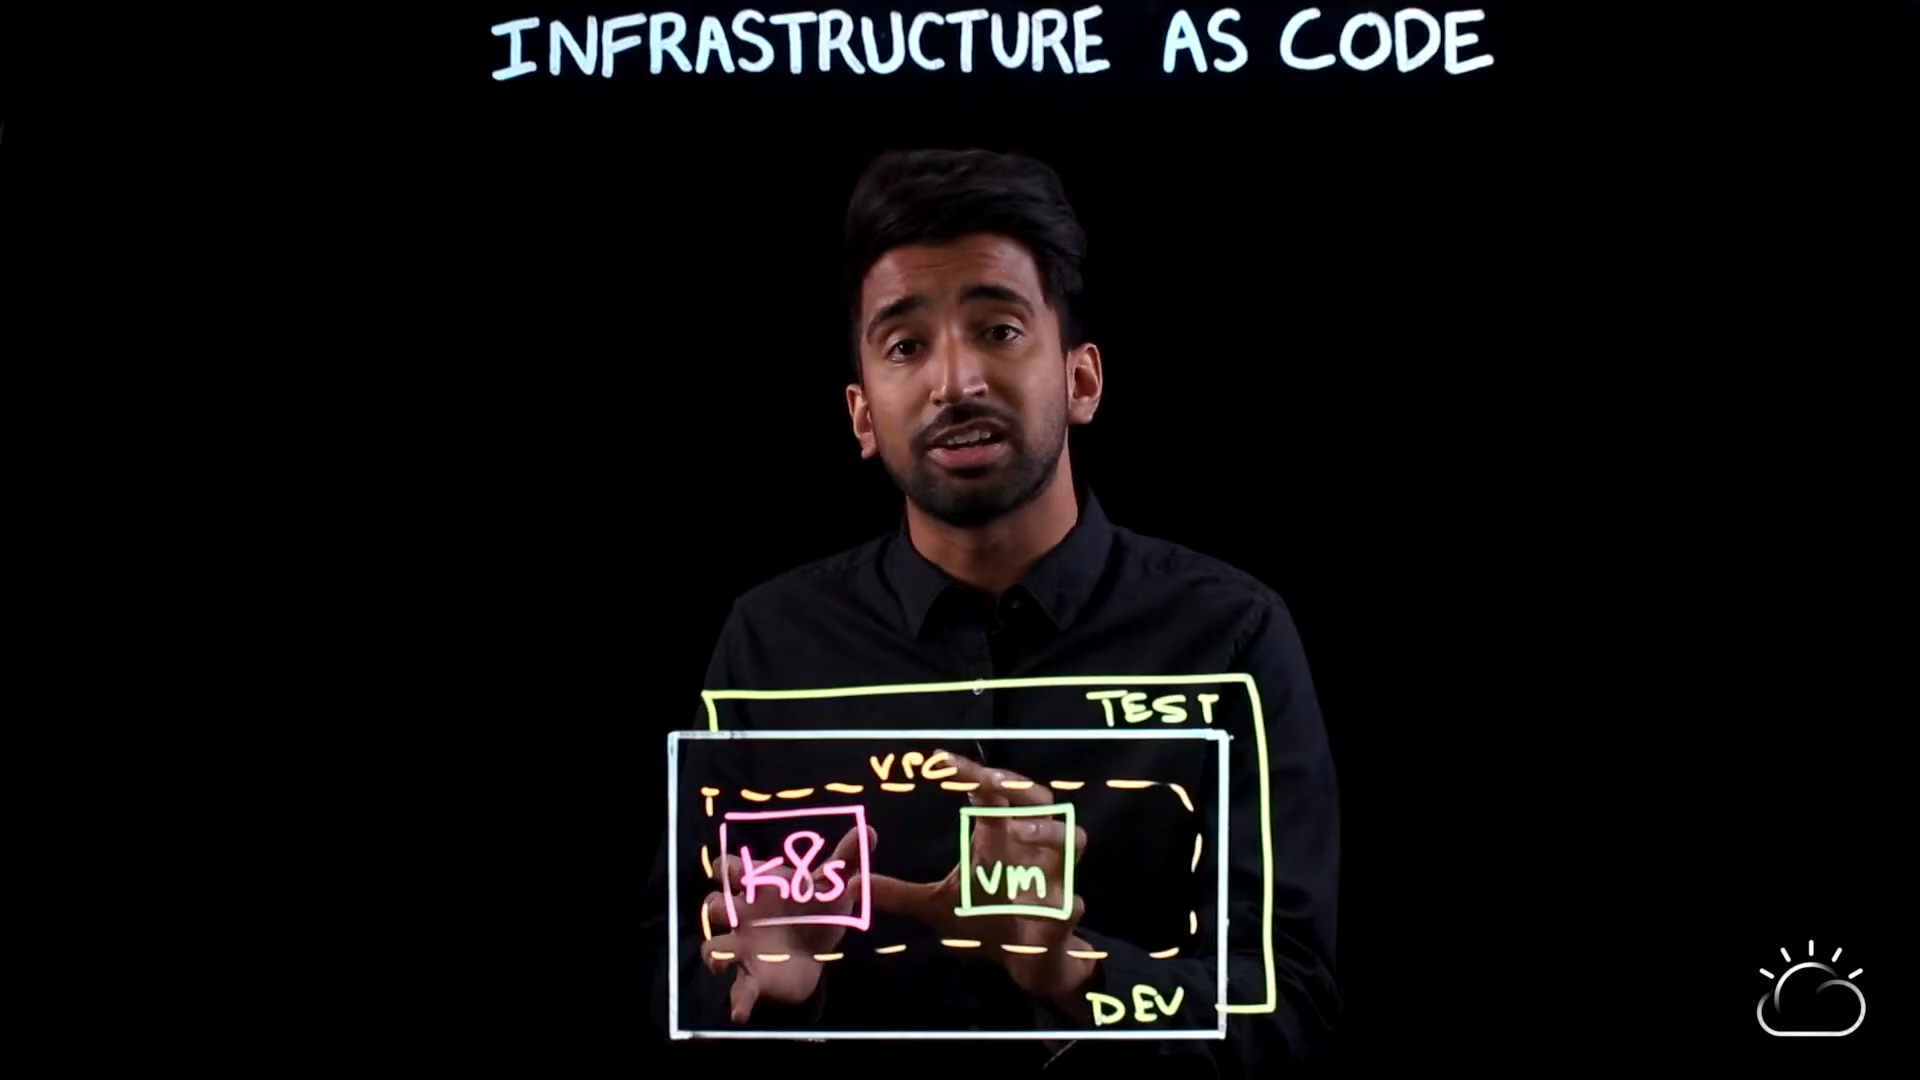 INFRASTRUCTURE AS CODE
TEST
VPC
K8s
vm
DEV